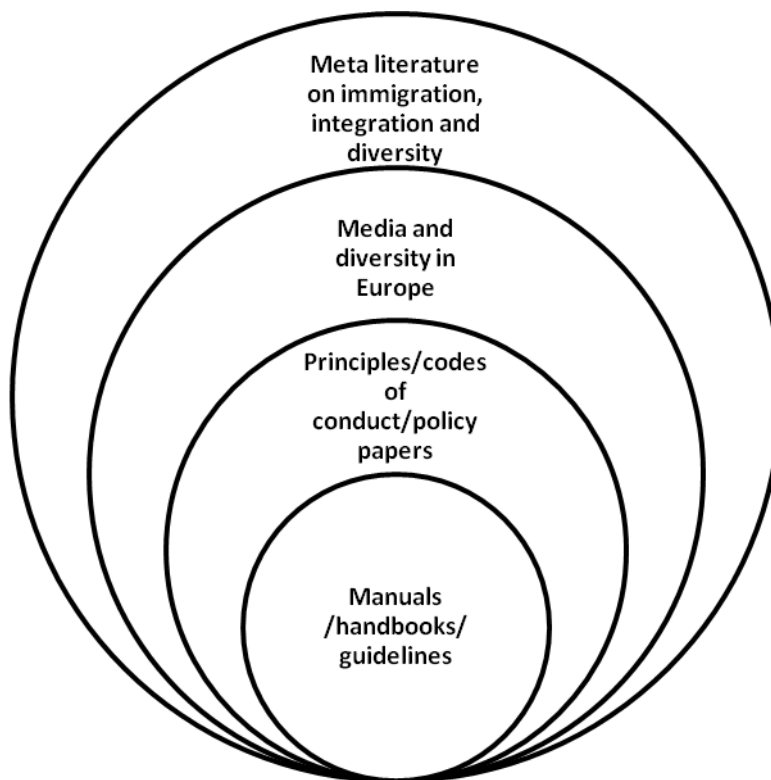 Meta literature
on immigration,
integration and
diversity
Media and
diversity in
Europe
Principles/codes
of
conduct/policy
papers
Manuals
/handbooks/
guidelines